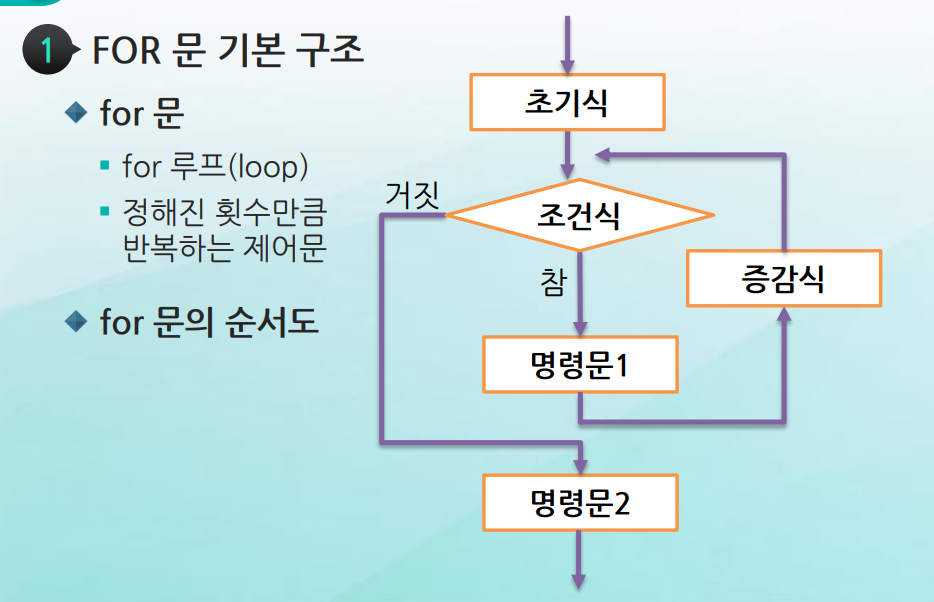 1 FOR 문 기본 구조
for 문
for 루프(loop)
정해진 횟수만큼
반복하는 제어문
for 문의 순서도
초기식
거짓
조건식
참
증감식
명령문1
명령문2